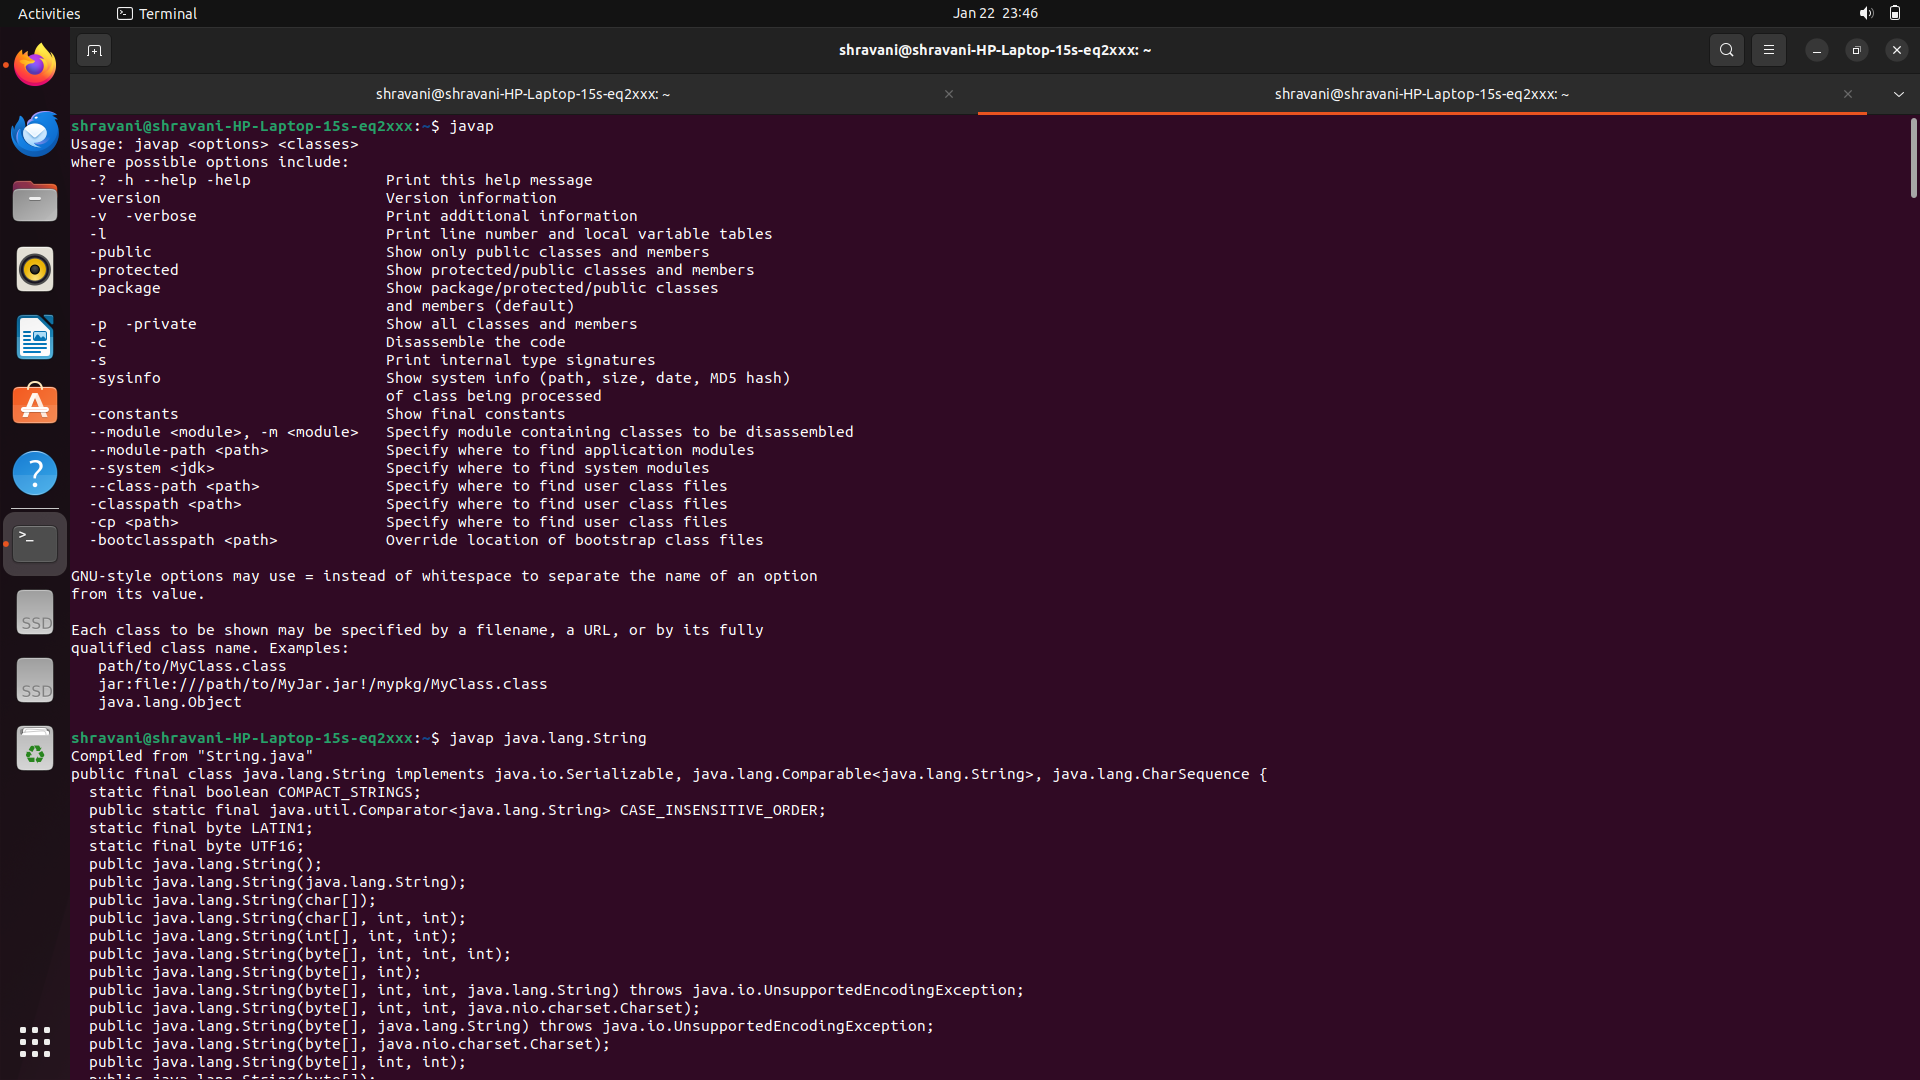 Activities Terminal Jan 22 23:46
shravani@shravani-HP-Laptop-15s-eq2xxx: ~
shravani@shravani-HP-Laptop-15s-eq2xxx: ~ shravani@shravani-HP-Laptop-15s-eq2xxx: ~
shravani@shravani-HP-Laptop-15s-eq2xxx:~$ javap
Usage: javap <options> <classes>
where possible options include:
  -? -h --help -help               Print this help message
  -version                         Version information
  -v  -verbose                     Print additional information
  -l                               Print line number and local variable tables
  -public                          Show only public classes and members
  -protected                       Show protected/public classes and members
  -package                         Show package/protected/public classes
                                   and members (default)
  -p  -private                     Show all classes and members
  -c                               Disassemble the code
  -s                               Print internal type signatures
  -sysinfo                         Show system info (path, size, date, MD5 hash)
                                   of class being processed
  -constants                       Show final constants
  --module <module>, -m <module>   Specify module containing classes to be disassembled
  --module-path <path>             Specify where to find application modules
  --system <jdk>                   Specify where to find system modules
  --class-path <path>              Specify where to find user class files
  -classpath <path>                Specify where to find user class files
  -cp <path>                       Specify where to find user class files
  -bootclasspath <path>            Override location of bootstrap class files
GNU-style options may use = instead of whitespace to separate the name of an option
from its value.
Each class to be shown may be specified by a filename, a URL, or by its fully
qualified class name. Examples:
   path/to/MyClass.class
   jar:file:///path/to/MyJar.jar!/mypkg/MyClass.class
   java.lang.Object
shravani@shravani-HP-Laptop-15s-eq2xxx:~$ javap java.lang.String
Compiled from "String.java"
public final class java.lang.String implements java.io.Serializable, java.lang.Comparable<java.lang.String>, java.lang.CharSequence {
  static final boolean COMPACT_STRINGS;
  public static final java.util.Comparator<java.lang.String> CASE_INSENSITIVE_ORDER;
  static final byte LATIN1;
  static final byte UTF16;
  public java.lang.String();
  public java.lang.String(java.lang.String);
  public java.lang.String(char[]);
  public java.lang.String(char[], int, int);
  public java.lang.String(int[], int, int);
  public java.lang.String(byte[], int, int, int);
  public java.lang.String(byte[], int);
  public java.lang.String(byte[], int, int, java.lang.String) throws java.io.UnsupportedEncodingException;
  public java.lang.String(byte[], int, int, java.nio.charset.Charset);
  public java.lang.String(byte[], java.lang.String) throws java.io.UnsupportedEncodingException;
  public java.lang.String(byte[], java.nio.charset.Charset);
  public java.lang.String(byte[], int, int);
  public java.lang.String(byte[]);
SSD
SSD